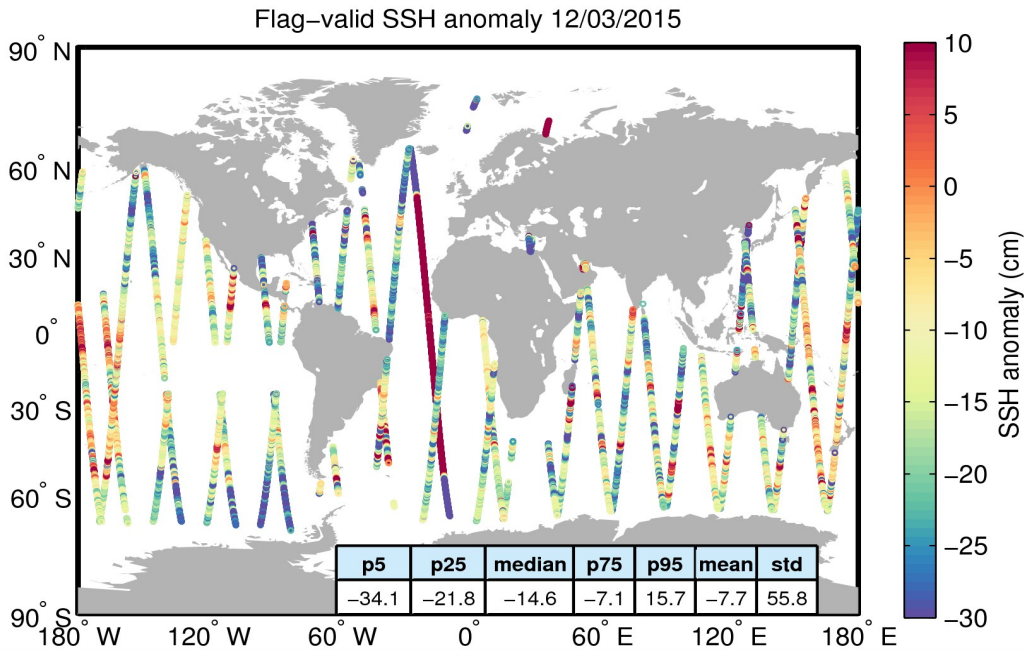 Flag−valid SSH anomaly 12/03/2015
90° N
60° N
30° N
0°
30° S
60° S
90° S
180° W
120° W
60° W
0°
60° E
120° E
180° E
p5 p25 median p75 p95 mean std
−34.1 −21.8 −14.6 −7.1 15.7 −7.7 55.8
10
5
0
−5
−10
−15
−20
−25
−30
SSH anomaly (cm)